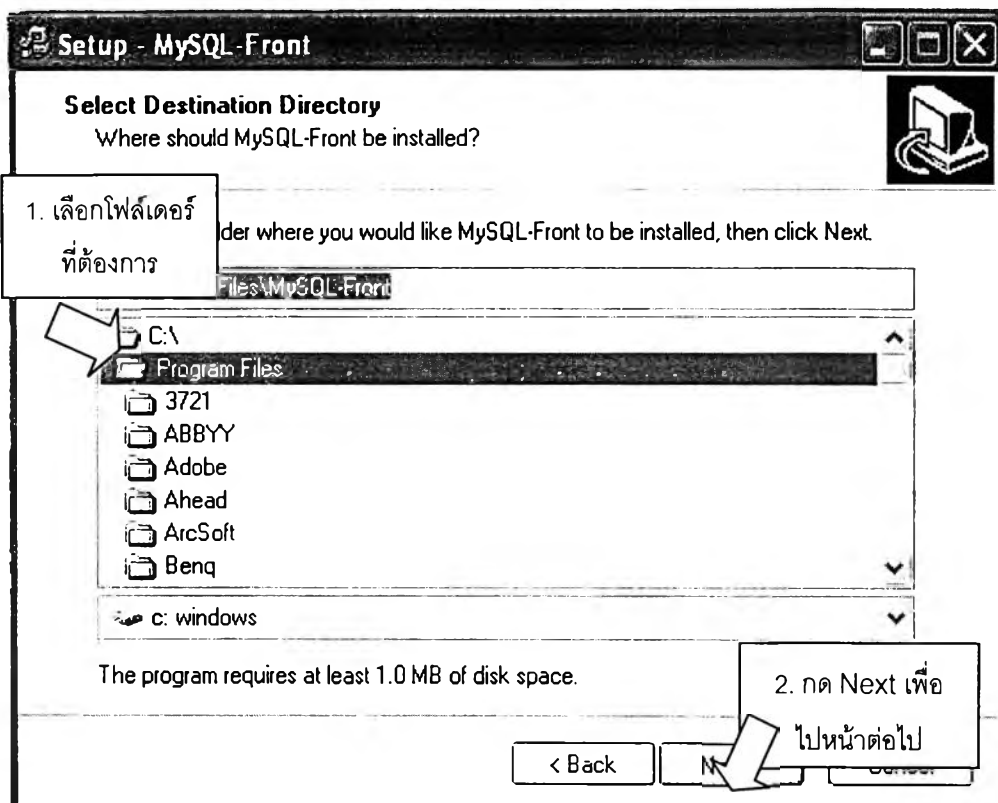 Setup - MySQL-Front
Select Destination Directory
Where should MySQL-Front be installed?
1. เลือกโฟล์เดอร์
ที่ต้องการ
lder where you would like MySQL-Front to be installed, then click Next.
Files\MySQL-Front
C:\
Program Files
3721
ABBYY
Adobe
Ahead
ArcSoft
Benq
c: windows
The program requires at least 1.0 MB of disk space.
2. กด Next เพื่อ
ไปหน้าต่อไป
< Back